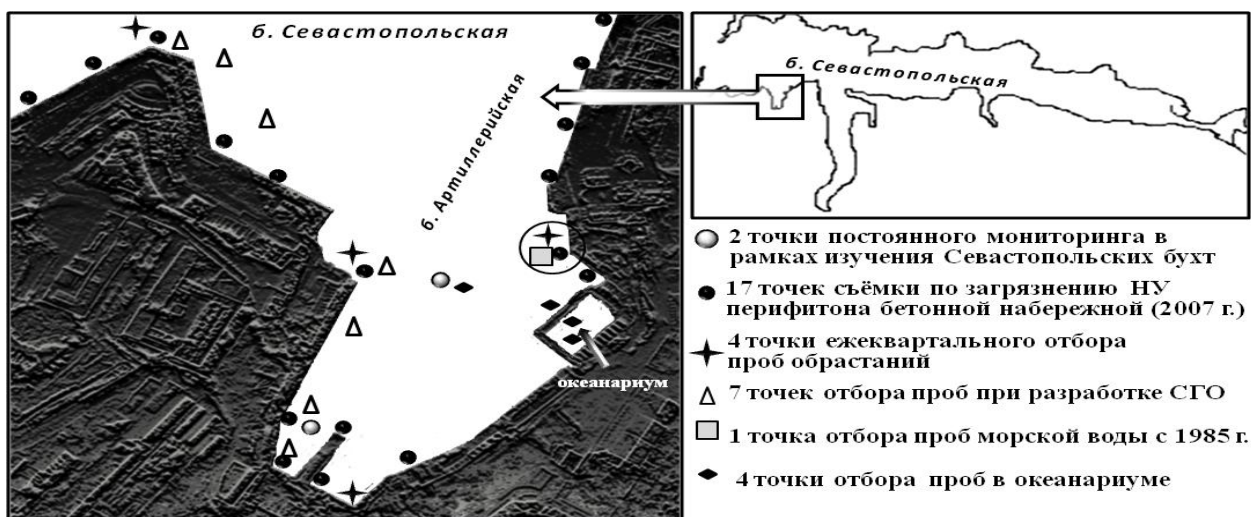 б. Севастопольская
б. Артиллерийская
океанариум
б. Севастопольская
2 точки постоянного мониторинга в
рамках изучения Севастопольских бухт
17 точек съёмки по загрязнению НУ
перифитона бетонной набережной (2007 г.)
4 точки ежеквартального отбора
проб обрастаний
7 точек отбора проб при разработке СГО
1 точка отбора проб морской воды с 1985 г.
4 точки отбора проб в океанариуме